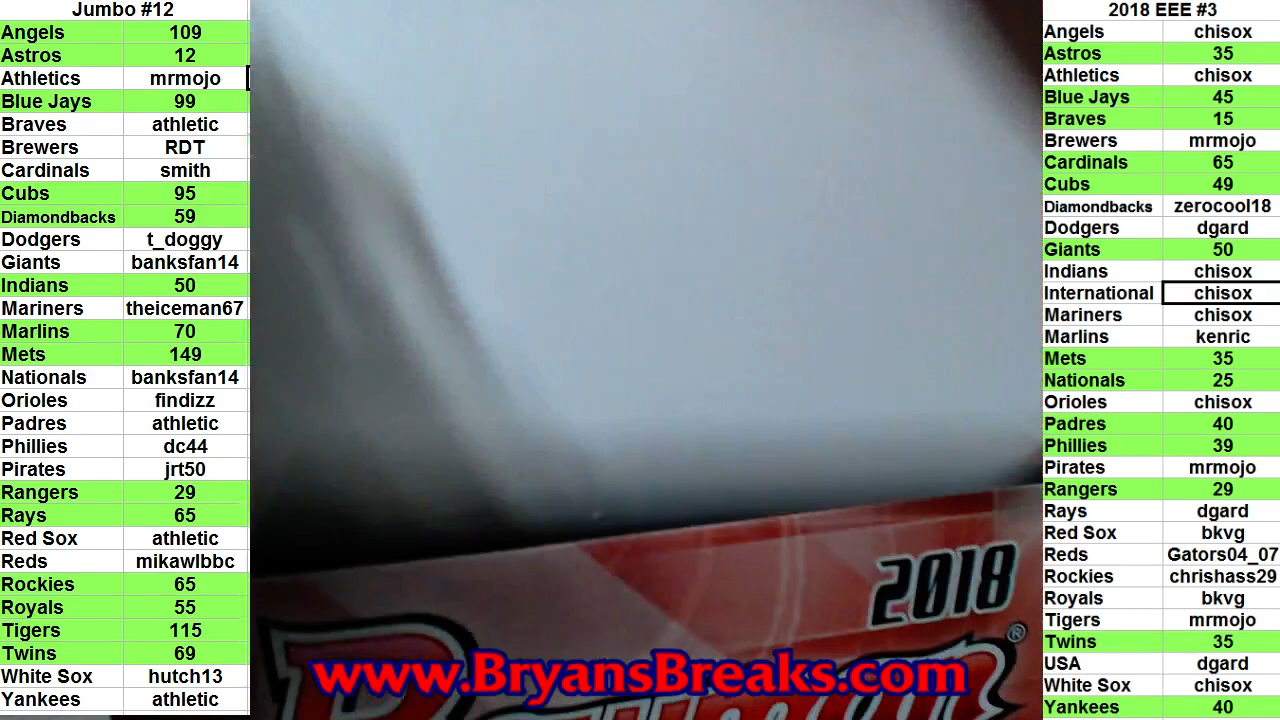 Jumbo #12
Angels 109
Astros 12
Athletics mrmojo
Blue Jays 99
Braves athletic
Brewers RDT
Cardinals smith
Cubs 95
Diamondbacks 59
Dodgers t_doggy
Giants banksfan14
Indians 50
Mariners theiceman67
Marlins 70
Mets 149
Nationals banksfan14
Orioles findizz
Padres athletic
Phillies dc44
Pirates jrt50
Rangers 29
Rays 65
Red Sox athletic
Reds mikawlbbc
Rockies 65
Royals 55
Tigers 115
Twins 69
White Sox hutch13
Yankees athletic
2018
®
www.BryansBreaks.com
2018 EEE #3
Angels chisox
Astros 35
Athletics chisox
Blue Jays 45
Braves 15
Brewers mrmojo
Cardinals 65
Cubs 49
Diamondbacks zerocool18
Dodgers dgard
Giants 50
Indians chisox
International chisox
Mariners chisox
Marlins kenric
Mets 35
Nationals 25
Orioles chisox
Padres 40
Phillies 39
Pirates mrmojo
Rangers 29
Rays dgard
Red Sox bkvg
Reds Gators04_07
Rockies chrishass29
Royals bkvg
Tigers mrmojo
Twins 35
USA dgard
White Sox chisox
Yankees 40